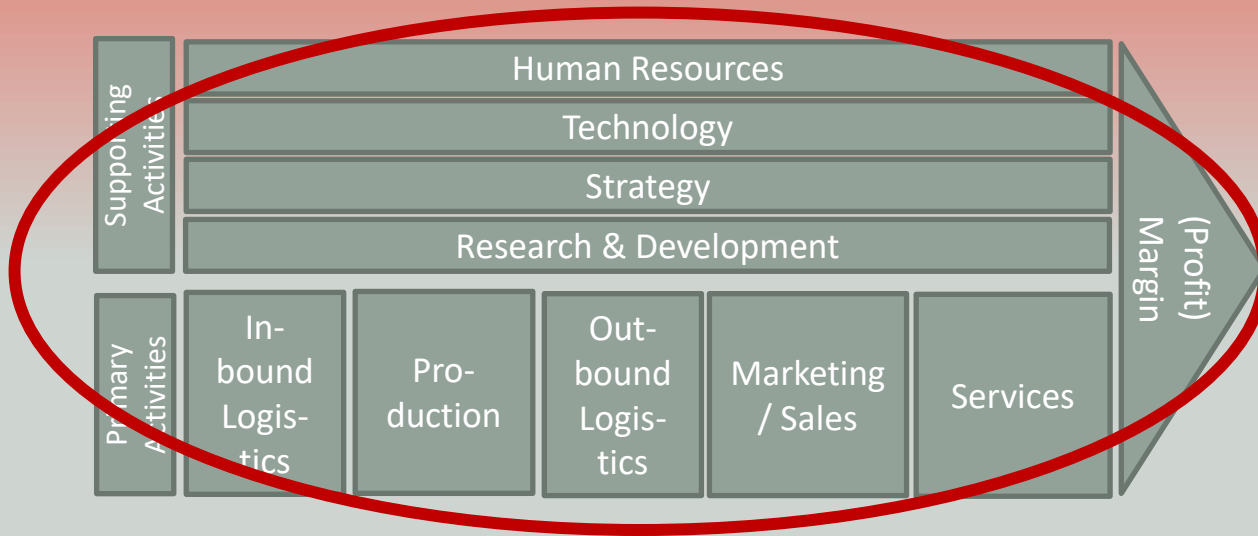 Supporting
Activities
Human Resources
Technology
Strategy
Research & Development
(Profit)
Margin
Primary
Activities
In-
bound
Logis-
tics
Pro-
duction
Out-
bound
Logis-
tics
Marketing
/ Sales
Services